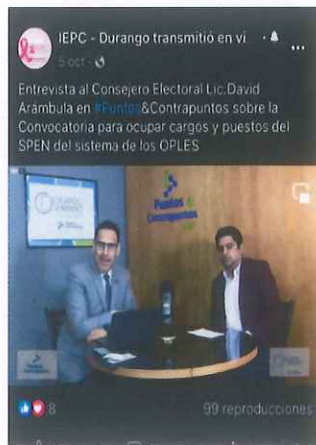 IEPC - Durango transmitió en vi
5 oct ·
Entrevista al Consejero Electoral Lic.David
Arámbula en #Puntos&Contrapuntos sobre la
Convocatoria para ocupar cargos y puestos del
SPEN del sistema de los OPLES
Puntos &
Contrapuntos
Puntos
8
99 reproducciones